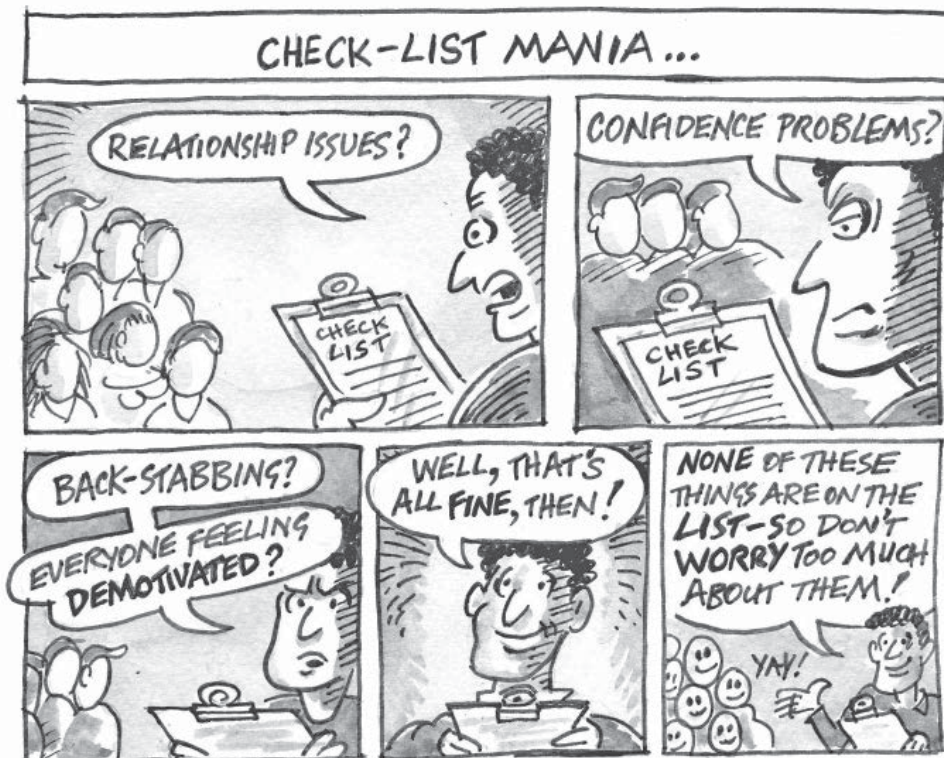 CHECK-LIST MANIA...
RELATIONSHIP ISSUES?
CHECK
LIST
CONFIDENCE PROBLEMS?
CHECK
LIST
BACK-STABBING?
EVERYONE FEELING
DEMOTIVATED?
WELL, THAT'S
ALL FINE, THEN!
NONE OF THESE
THINGS ARE ON THE
LIST-SO DON'T
WORRY TOO MUCH
ABOUT THEM!
YAY!